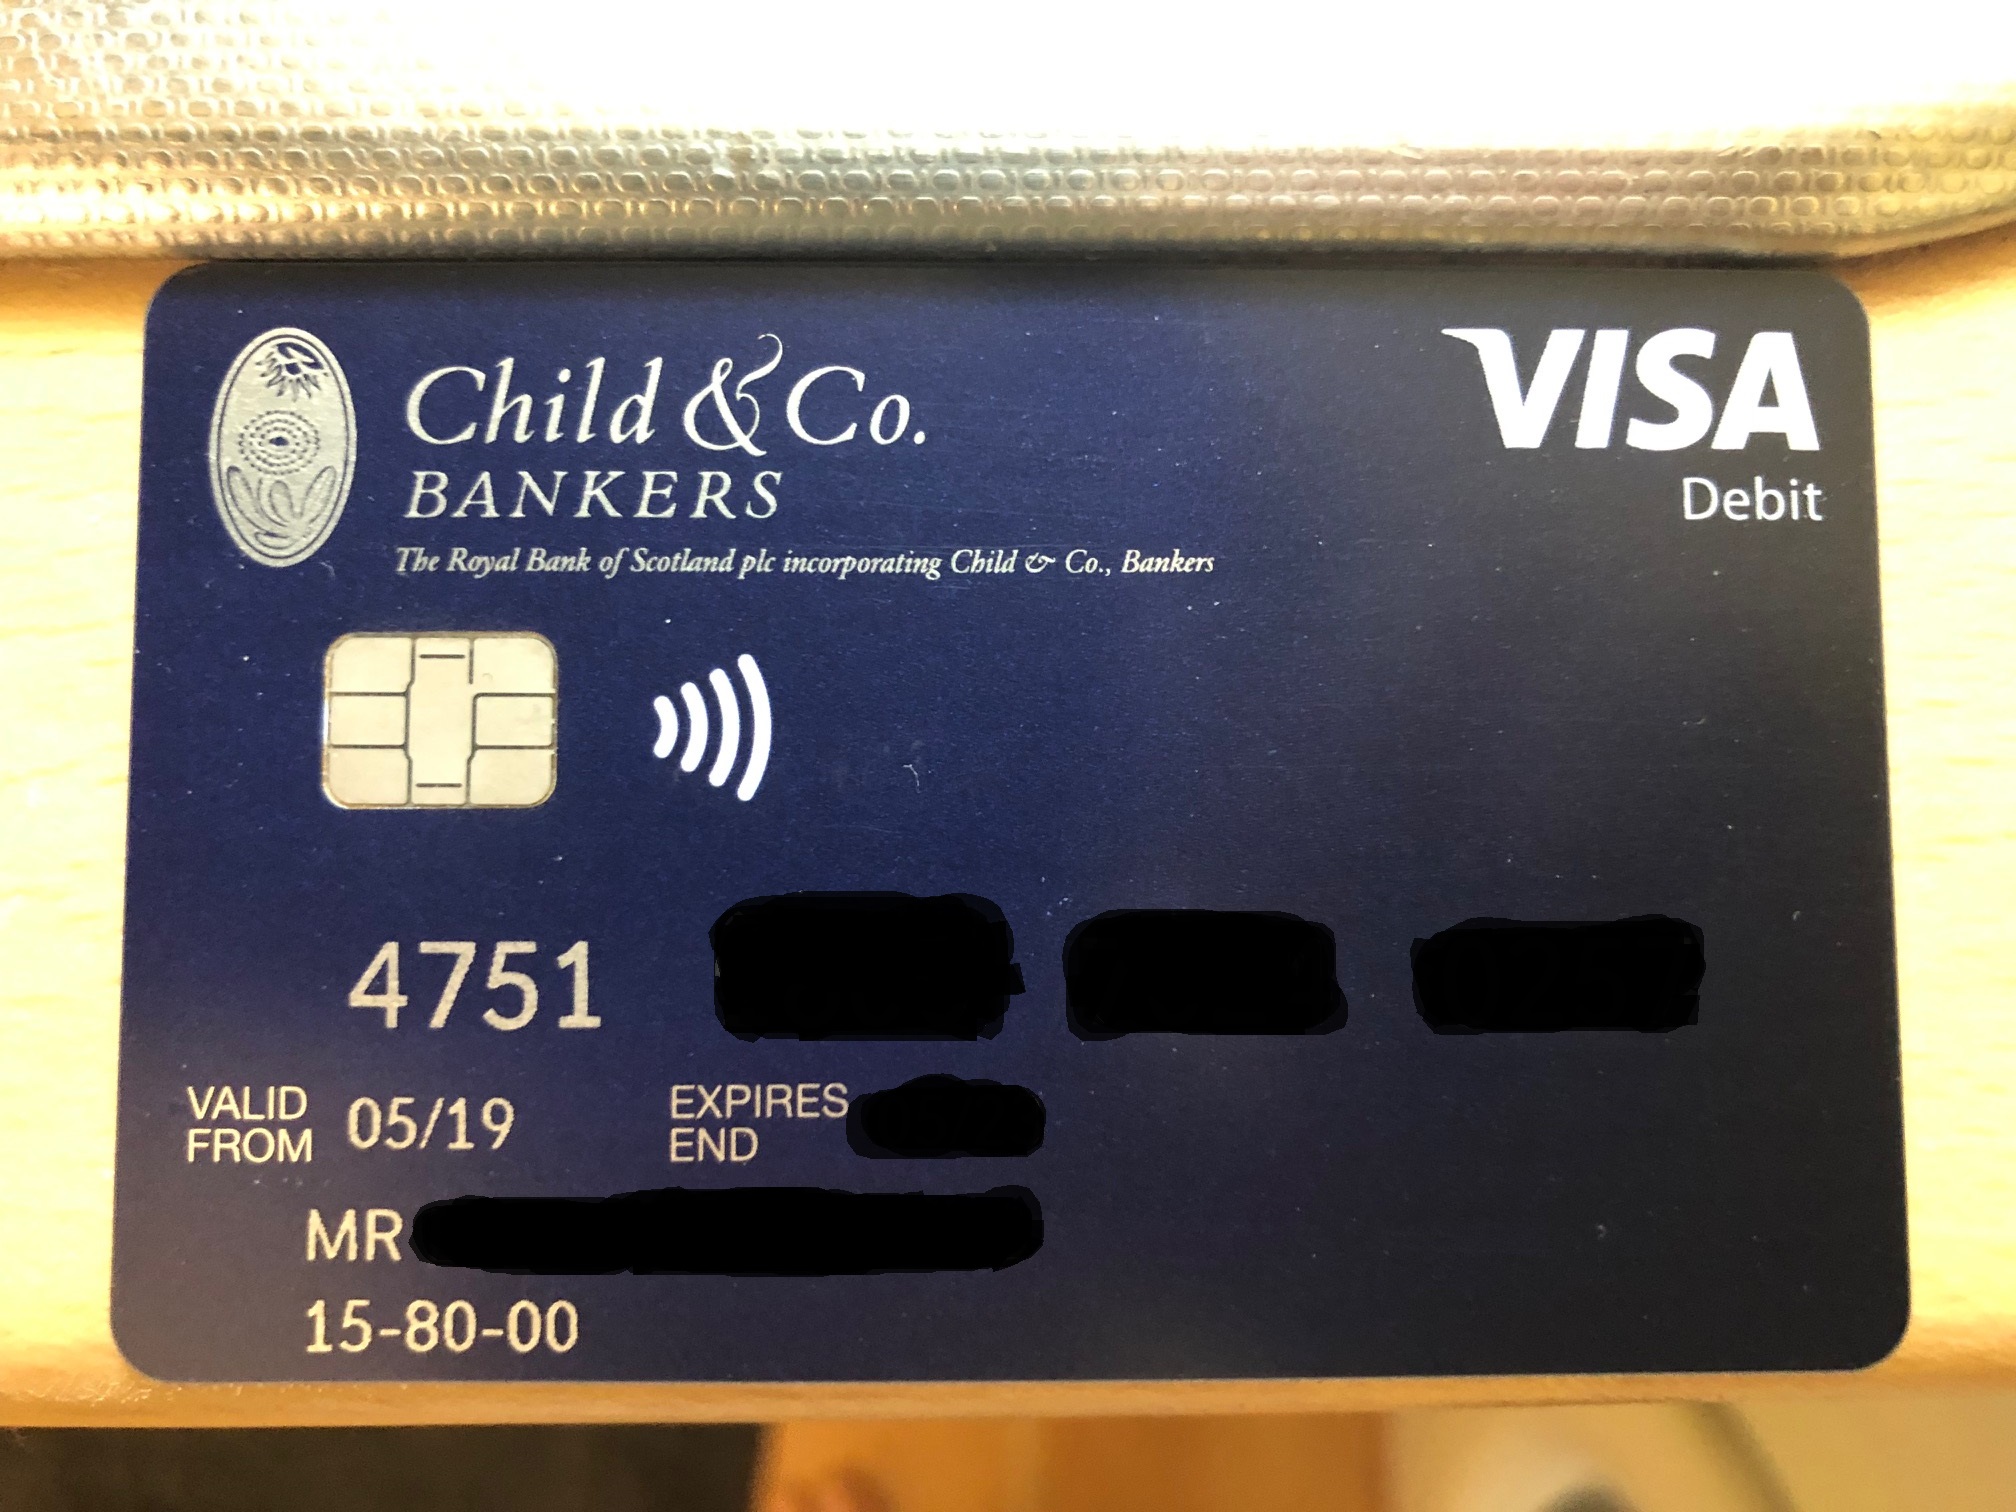 Child & Co.
BANKERS
The Royal Bank of Scotland plc incorporating Child & Co., Bankers
VISA
Debit
4751
VALID FROM 05/19 EXPIRES END
MR
15-80-00